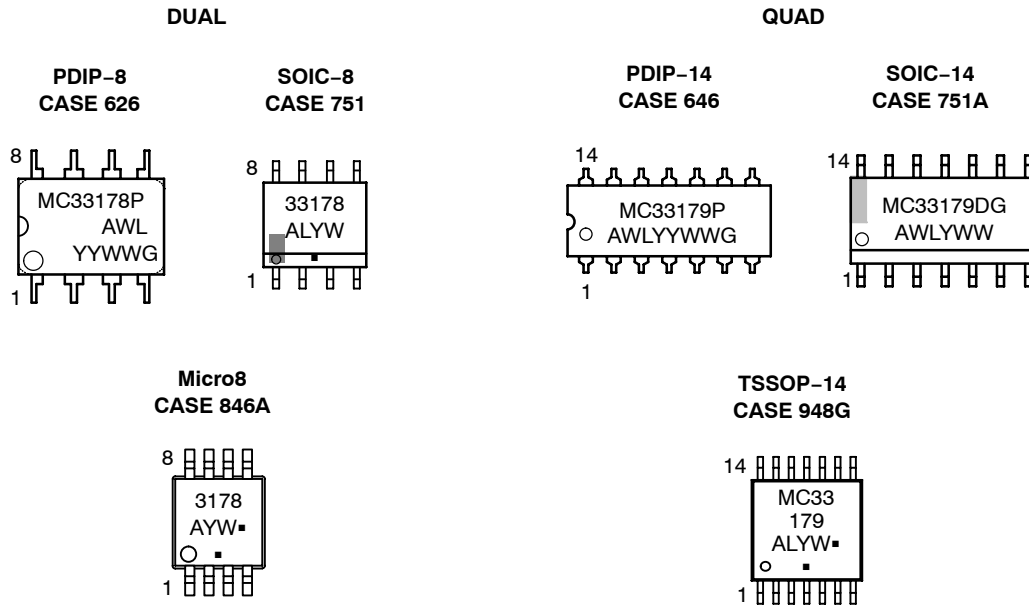 DUAL
QUAD
PDIP−8
CASE 626
8
MC33178P
AWL
YYWWG
1
SOIC−8
CASE 751
8
33178
ALYW
▪
1
PDIP−14
CASE 646
14
MC33179P
AWLYYWWG
1
SOIC−14
CASE 751A
14
MC33179DG
AWLYWW
1
Micro8
CASE 846A
8
3178
AYW▪
▪
1
TSSOP−14
CASE 948G
14
MC33
179
ALYW▪
▪
1